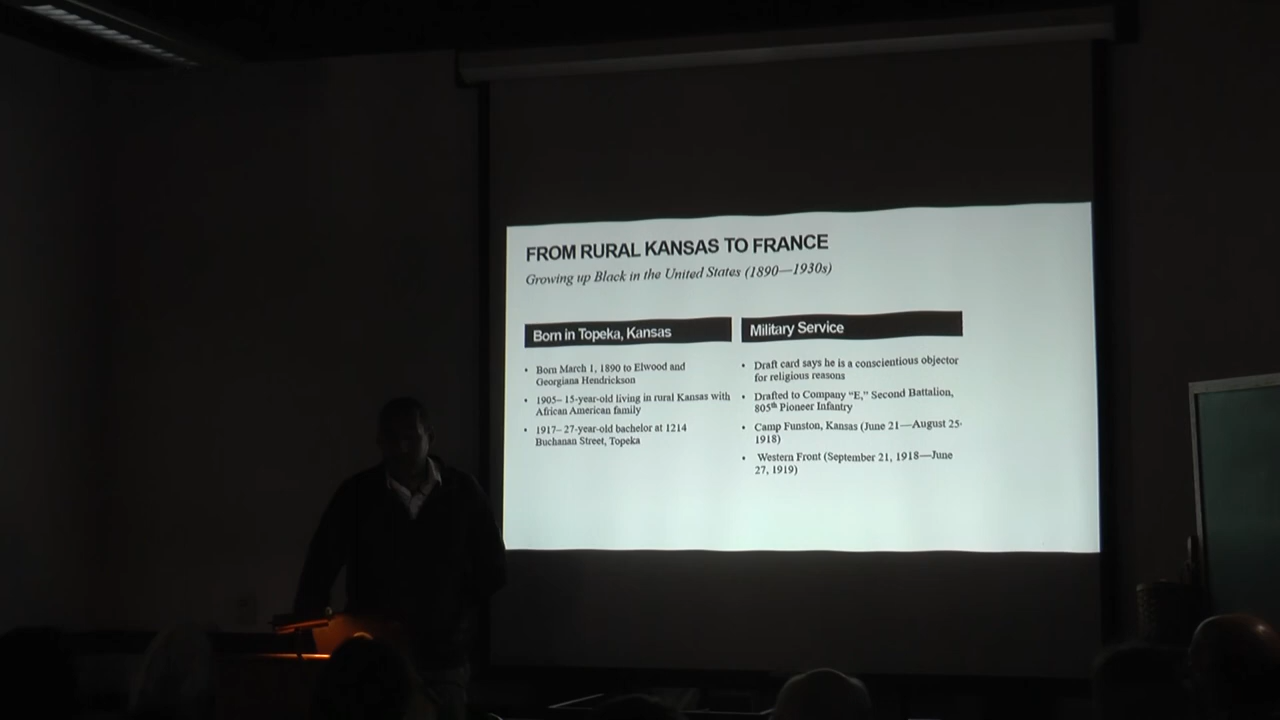 FROM RURAL KANSAS TO FRANCE
Growing up Black in the United States (1890—1930s)
Born in Topeka, Kansas
• Born March 1, 1890 to Elwood and
Georgiana Hendrickson
• 1905– 15-year-old living in rural Kansas with
African American family
• 1917– 27-year-old bachelor at 1214
Buchanan Street, Topeka
Military Service
• Draft card says he is a conscientious objector
for religious reasons
• Drafted to Company “E,” Second Battalion,
805th Pioneer Infantry
• Camp Funston, Kansas (June 21—August 25-
1918)
• Western Front (September 21, 1918—June
27, 1919)